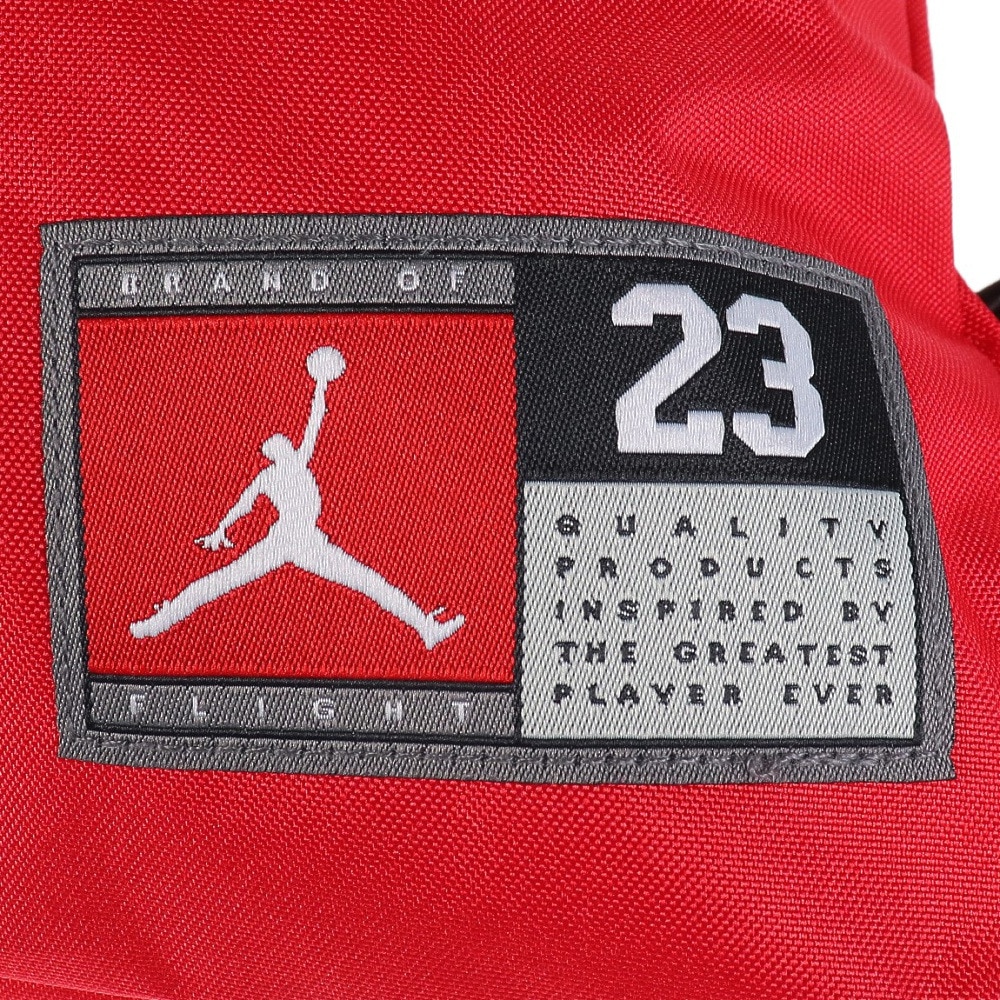 BRAND OF
FLIGHT
23
QUALITY
PRODUCTS
INSPIRED BY
THE GREATEST
PLAYER EVER